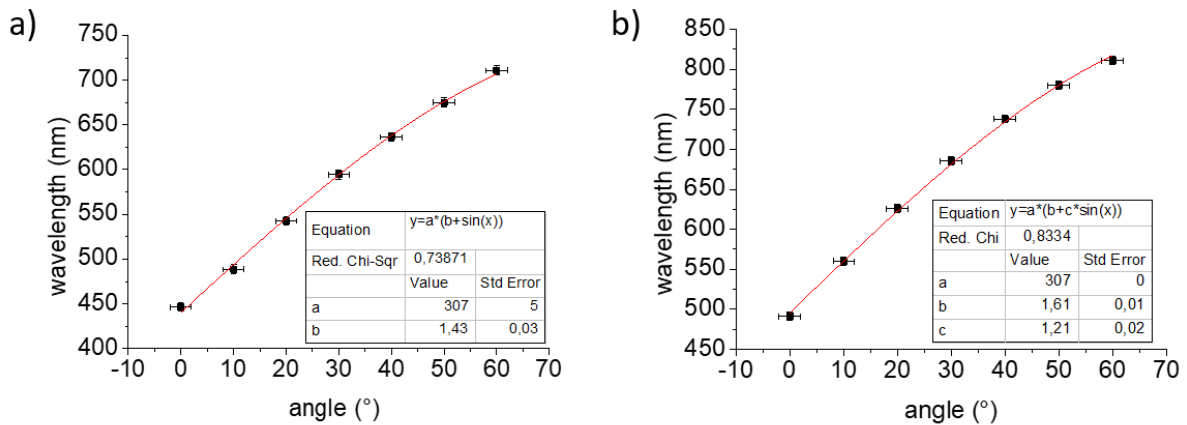 a)
750
700
650
600
550
500
450
400
-10 0 10 20 30 40 50 60 70
wavelength (nm)
angle (°)
Equation y=a*(b+sin(x))
Red. Chi-Sqr 0,73871
Value Std Error
a 307 5
b 1,43 0,03
b)
850
800
750
700
650
600
550
500
450
-10 0 10 20 30 40 50 60 70
wavelength (nm)
angle (°)
Equation y=a*(b+c*sin(x))
Red. Chi 0,8334
Value Std Error
a 307 0
b 1,61 0,01
c 1,21 0,02